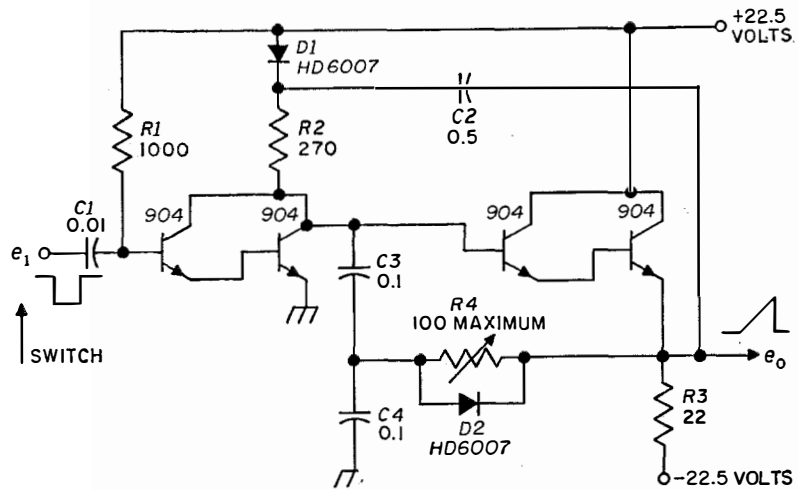 +22.5
VOLTS
D1
HD6007
C2
0.5
R1
1000
R2
270
C1
0.01
904
904
904
904
e1
C3
0.1
R4
100 MAXIMUM
SWITCH
eo
C4
0.1
D2
HD6007
R3
22
-22.5 VOLTS